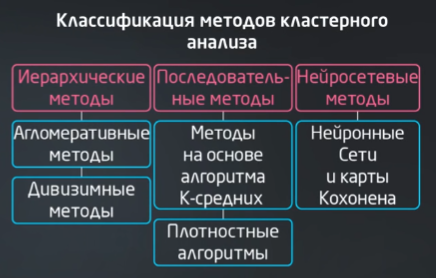 Классификация методов кластерного
анализа
Иерархические
методы
Агломеративные
методы
Дивизимные
методы
Последователь-
ные методы
Методы
на основе
алгоритма
К-средних
Плотностные
алгоритмы
Нейросетевые
методы
Нейронные
Сети
и карты
Кохонена